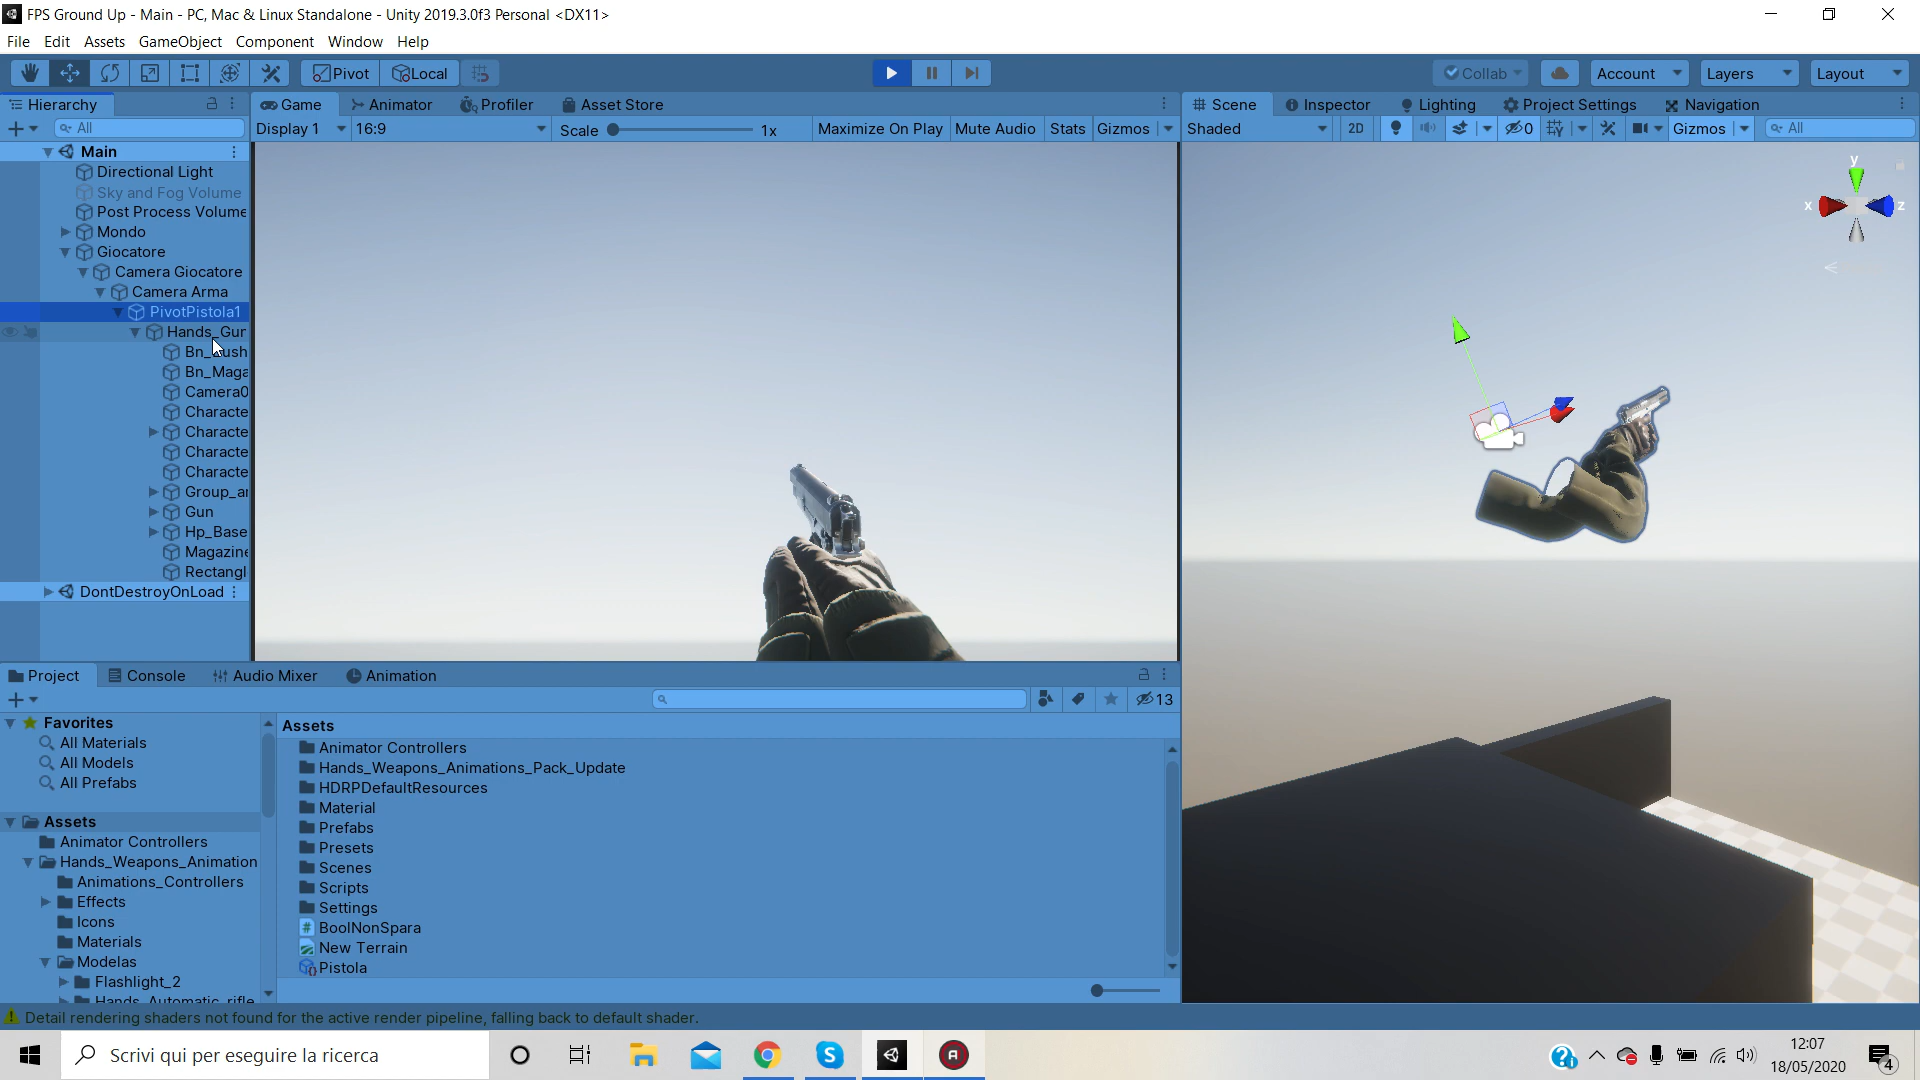 FPS Ground Up - Main - PC, Mac & Linux Standalone - Unity 2019.3.0f3 Personal <DX11>
File Edit Assets GameObject Component Window Help
Pivot Local Collab Account Layers Layout
Hierarchy Game Animator Profiler Asset Store Scene Inspector Lighting Project Settings Navigation
All Display 1 16:9 Scale 1x Maximize On Play Mute Audio Stats Gizmos Shaded 2D 0 Gizmos All
Main
Directional Light
Sky and Fog Volume
Post Process Volume
Mondo
Giocatore
Camera Giocatore
Camera Arma
PivotPistola1
Hands_Gun
Bn_ ush
Bn_Maga
Camera0
Characte
Characte
Characte
Characte
Group_ar
Gun
Hp_Base
Magazine
Rectangl
DontDestroyOnLoad
y
x z
Project Console Audio Mixer Animation
13
Favorites
All Materials
All Models
All Prefabs
Assets
Animator Controllers
Hands_Weapons_Animation
Animations_Controllers
Effects
Icons
Materials
Modelas
Flashlight_2
Hands_Automatic_rifle
Assets
Animator Controllers
Hands_Weapons_Animations_Pack_Update
HDRPDefaultResources
Material
Prefabs
Presets
Scenes
Scripts
Settings
BoolNonSpara
New Terrain
Pistola
Detail rendering shaders not found for the active render pipeline, falling back to default shader.
Scrivi qui per eseguire la ricerca
12:07
18/05/2020
4